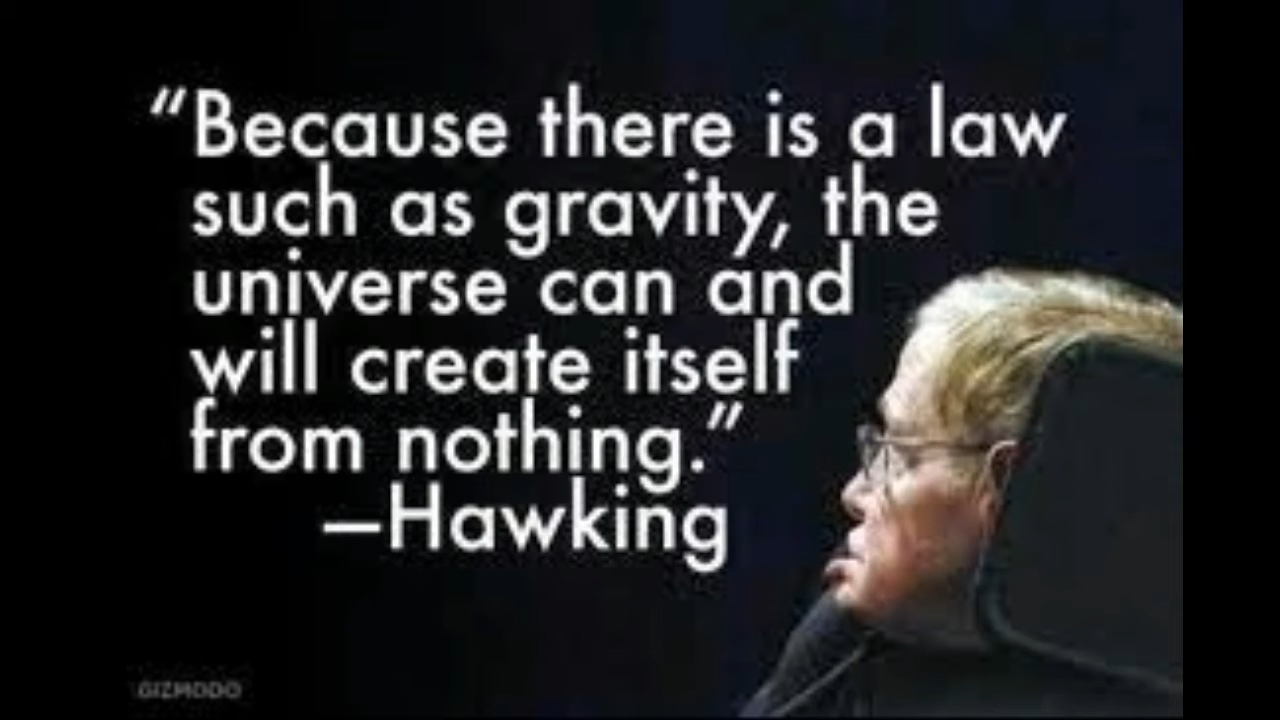 “Because there is a law
such as gravity, the
universe can and
will create itself
from nothing.”
—Hawking
GIZMODO